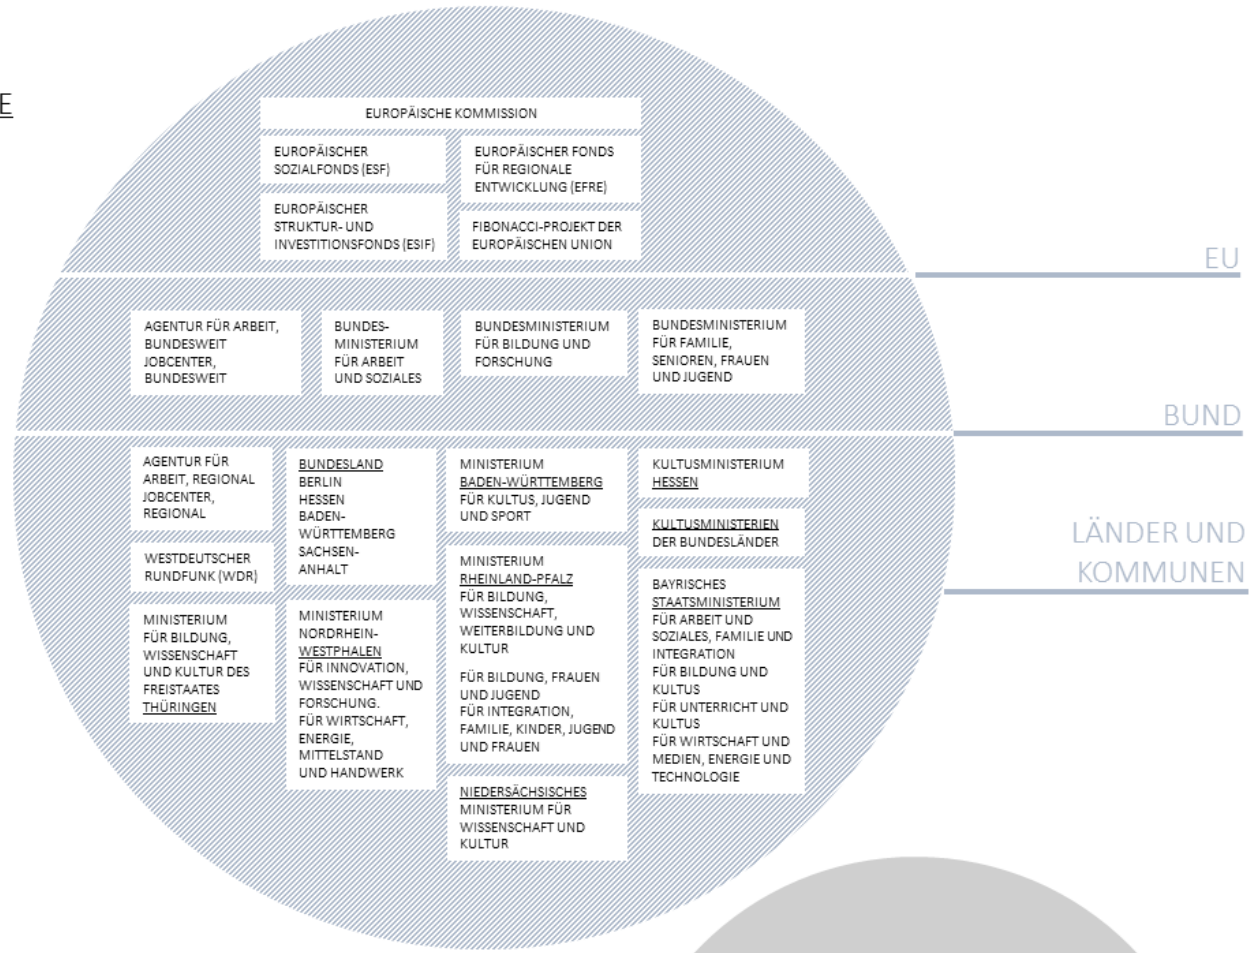 E
EUROPÄISCHE KOMMISSION
EUROPÄISCHER
SOZIALFONDS (ESF)
EUROPÄISCHER FONDS
FÜR REGIONALE
ENTWICKLUNG (EFRE)
EUROPÄISCHER
STRUKTUR- UND
INVESTITIONSFONDS (ESIF)
FIBONACCI-PROJEKT DER
EUROPÄISCHEN UNION
EU
AGENTUR FÜR ARBEIT,
BUNDESWEIT
JOBCENTER,
BUNDESWEIT
BUNDES-
MINISTERIUM
FÜR ARBEIT
UND SOZIALES
BUNDESMINISTERIUM
FÜR BILDUNG UND
FORSCHUNG
BUNDESMINISTERIUM
FÜR FAMILIE,
SENIOREN, FRAUEN
UND JUGEND
BUND
AGENTUR FÜR
ARBEIT, REGIONAL
JOBCENTER,
REGIONAL
WESTDEUTSCHER
RUNDFUNK (WDR)
MINISTERIUM
FÜR BILDUNG,
WISSENSCHAFT
UND KULTUR DES
FREISTAATES
THÜRINGEN
BUNDESLAND
BERLIN
HESSEN
BADEN-
WÜRTTEMBERG
SACHSEN-
ANHALT
MINISTERIUM
NORDRHEIN-
WESTPHALEN
FÜR INNOVATION,
WISSENSCHAFT UND
FORSCHUNG.
FÜR WIRTSCHAFT,
ENERGIE,
MITTELSTAND
UND HANDWERK
MINISTERIUM
BADEN-WÜRTTEMBERG
FÜR KULTUS, JUGEND
UND SPORT
MINISTERIUM
RHEINLAND-PFALZ
FÜR BILDUNG,
WISSENSCHAFT,
WEITERBILDUNG UND
KULTUR
FÜR BILDUNG, FRAUEN
UND JUGEND
FÜR INTEGRATION,
FAMILIE, KINDER, JUGEND
UND FRAUEN
NIEDERSÄCHSISCHES
MINISTERIUM FÜR
WISSENSCHAFT UND
KULTUR
KULTUSMINISTERIUM
HESSEN
KULTUSMINISTERIEN
DER BUNDESLÄNDER
BAYRISCHES
STAATSMINISTERIUM
FÜR ARBEIT UND
SOZIALES, FAMILIE UND
INTEGRATION
FÜR BILDUNG UND
KULTUS
FÜR UNTERRICHT UND
KULTUS
FÜR WIRTSCHAFT UND
MEDIEN, ENERGIE UND
TECHNOLOGIE
LÄNDER UND
KOMMUNEN